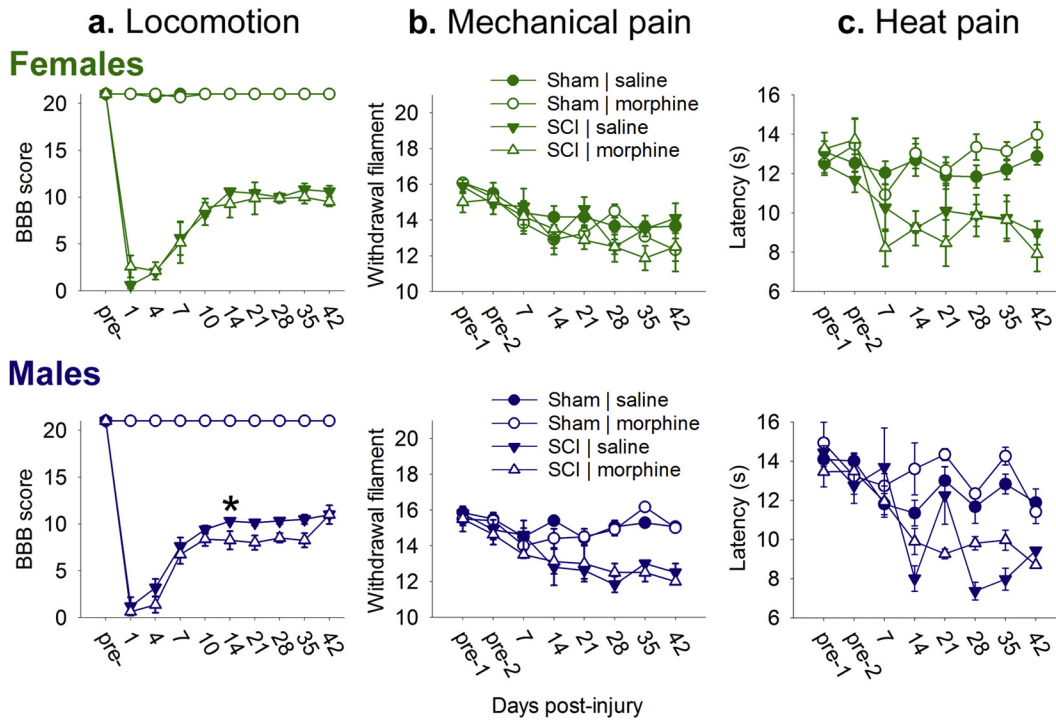 a. Locomotion
b. Mechanical pain
c. Heat pain
Females
BBB score
20
15
10
5
0
pre-
1
4
7
10
14
21
28
35
42
Sham | saline
Sham | morphine
SCI | saline
SCI | morphine
Withdrawal filament
20
18
16
14
12
10
pre-1
pre-2
7
14
21
28
35
42
Latency (s)
16
14
12
10
8
6
pre-1
pre-2
7
14
21
28
35
42
Males
BBB score
20
15
10
5
0
*
pre-
1
4
7
10
14
21
28
35
42
Sham | saline
Sham | morphine
SCI | saline
SCI | morphine
Withdrawal filament
20
18
16
14
12
10
pre-1
pre-2
7
14
21
28
35
42
Latency (s)
16
14
12
10
8
6
pre-1
pre-2
7
14
21
28
35
42
Days post-injury